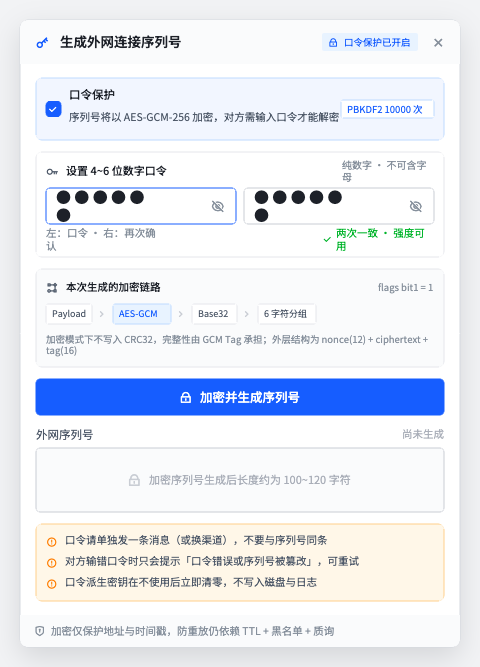 生成外网连接序列号
口令保护已开启
口令保护
序列号将以 AES-GCM-256 加密，对方需输入口令才能解密
PBKDF2 10000 次
设置 4~6 位数字口令
纯数字 · 不可含字
母
左：口令 · 右：再次确
认
两次一致 · 强度可
用
本次生成的加密链路
flags bit1 = 1
Payload
AES-GCM
Base32
6 字符分组
加密模式下不写入 CRC32，完整性由 GCM Tag 承担；外层结构为 nonce(12) + ciphertext +
tag(16)
加密并生成序列号
外网序列号
尚未生成
加密序列号生成后长度约为 100~120 字符
口令请单独发一条消息（或换渠道），不要与序列号同条
对方输错口令时只会提示「口令错误或序列号被篡改」，可重试
口令派生密钥在不使用后立即清零，不写入磁盘与日志
加密仅保护地址与时间戳，防重放仍依赖 TTL + 黑名单 + 质询